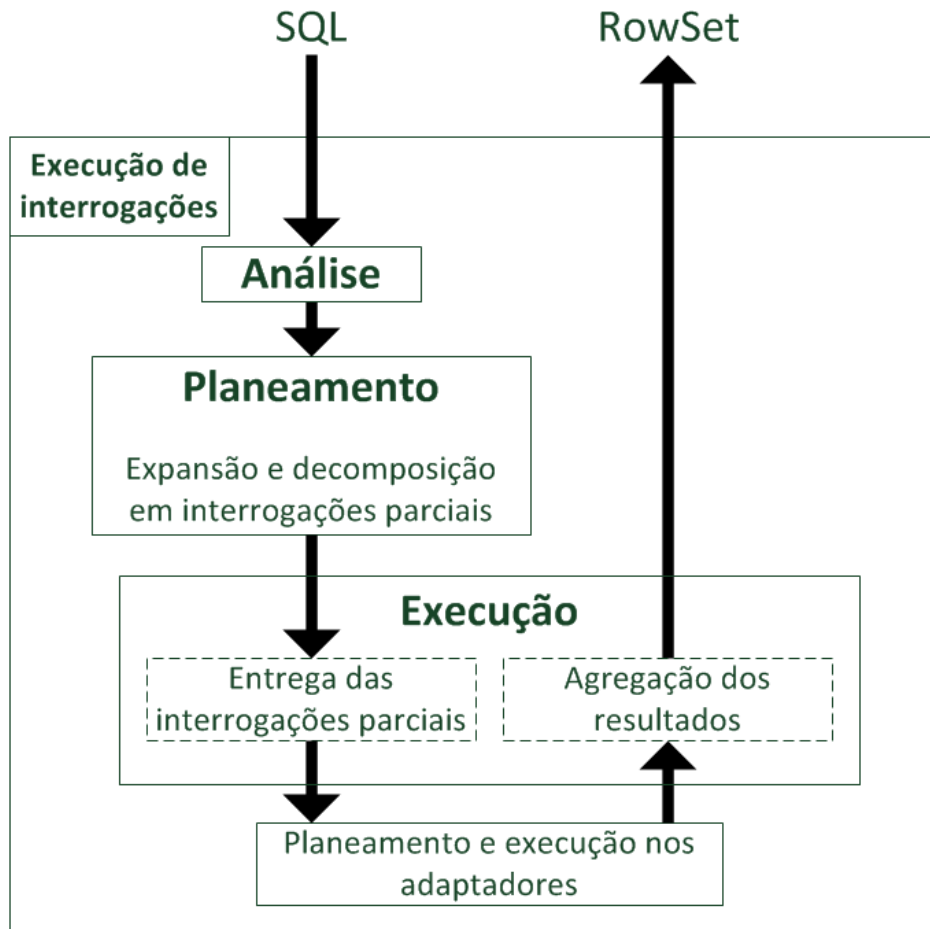 SQL
RowSet
Execução de
interrogações
Análise
Planeamento
Expansão e decomposição
em interrogações parciais
Execução
Entrega das
interrogações parciais
Agregação dos
resultados
Planeamento e execução nos
adaptadores